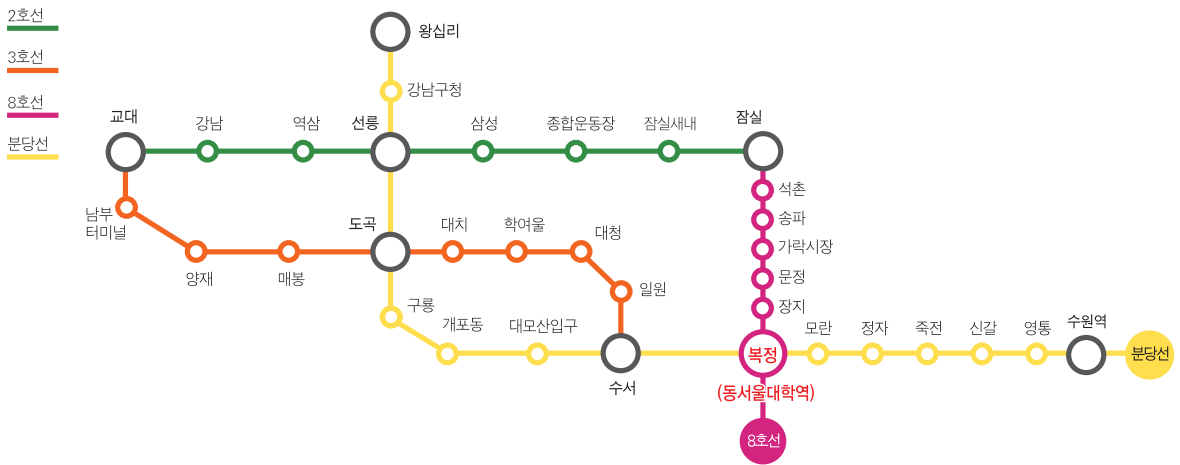 2호선
3호선
8호선
분당선
왕십리
강남구청
교대
강남
역삼
선릉
삼성
종합운동장
잠실새내
잠실
남부
터미널
양재
매봉
도곡
대치
학여울
대청
일원
석촌
송파
가락시장
문정
장지
구룡
개포동
대모산입구
수서
복정
(동서울대학역)
모란
정자
죽전
신갈
영통
수원역
분당선
8호선